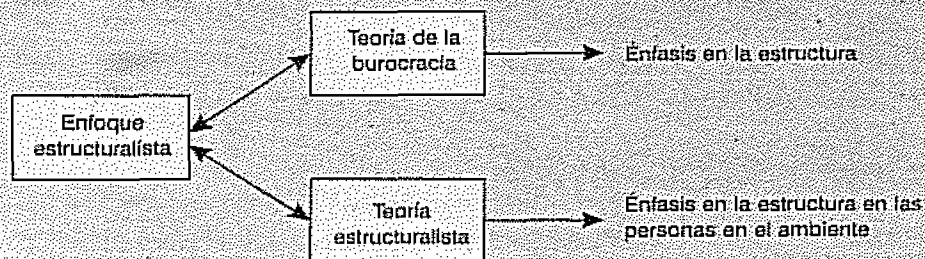 Teoría de la
burocracia
Énfasis en la estructura
Enfoque
estructuralista
Teoría
estructuralista
Énfasis en la estructura en las
personas en el ambiente